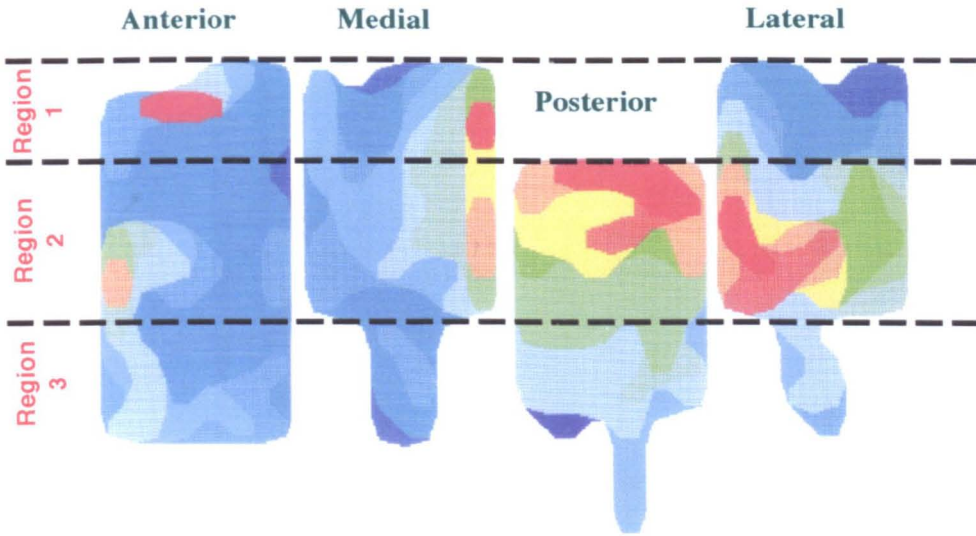 Anterior
Medial
Lateral
Posterior
Region 1
Region 2
Region 3